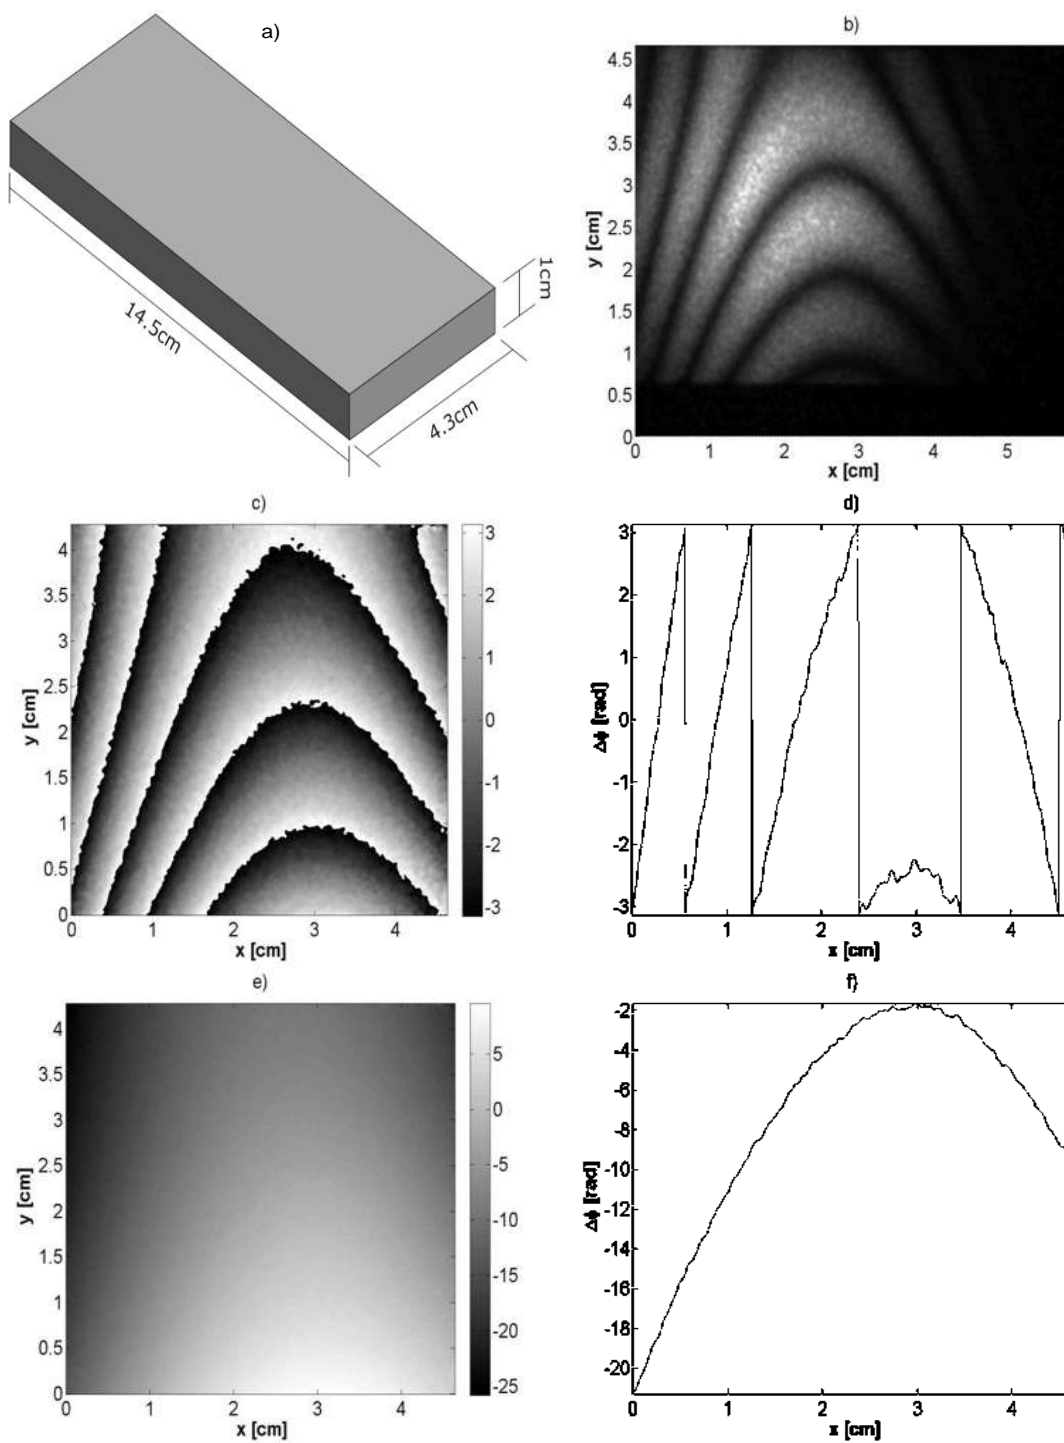 a)
14.5cm
4.3cm
1cm
b)
4.5
4
3.5
3
2.5
2
1.5
1
0.5
0
y [cm]
0 1 2 3 4 5
x [cm]
c)
4
3.5
3
2.5
2
1.5
1
0.5
0
y [cm]
0 1 2 3 4
x [cm]
3
2
1
0
-1
-2
-3
d)
3
2
1
0
-1
-2
-3
Δϕ [rad]
0 1 2 3 4
x [cm]
e)
4
3.5
3
2.5
2
1.5
1
0.5
0
y [cm]
0 1 2 3 4
x [cm]
5
0
-5
-10
-15
-20
-25
f)
-2
-4
-6
-8
-10
-12
-14
-16
-18
-20
Δϕ [rad]
0 1 2 3 4
x [cm]